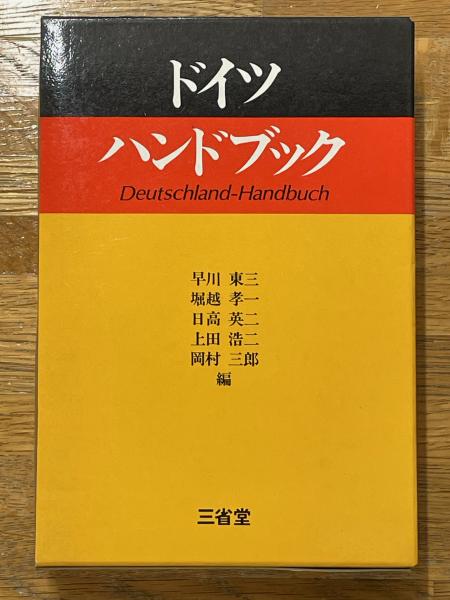 ドイツ
ハンドブック
Deutschland-Handbuch
早川 東三
堀越 孝一
日高 英二
上田 浩二
岡村 三郎
編
三省堂